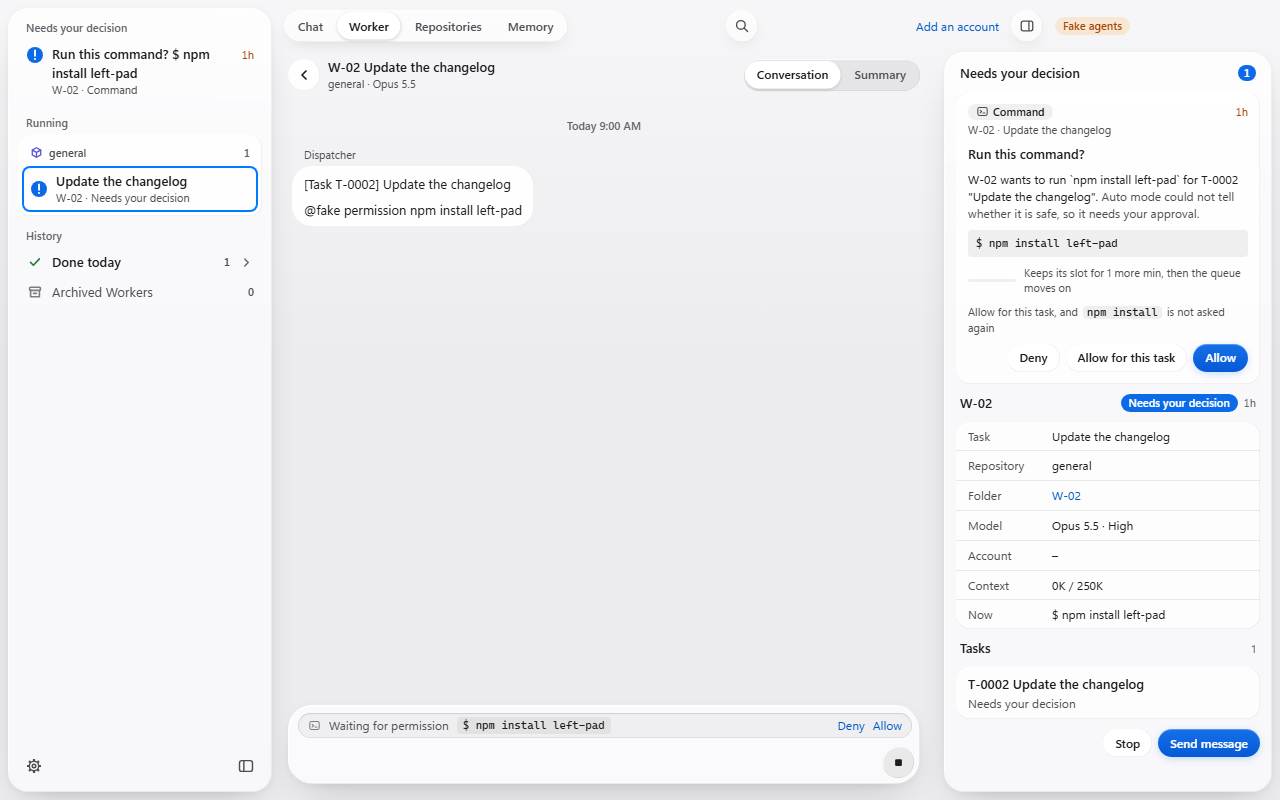 Needs your decision
Run this command? $ npm
install left-pad
1h
W-02 · Command
Running
general
1
Update the changelog
W-02 · Needs your decision
History
Done today
1
Archived Workers
0
Chat
Worker
Repositories
Memory
Add an account
Fake agents
W-02 Update the changelog
general · Opus 5.5
Conversation
Summary
Today 9:00 AM
Dispatcher
[Task T-0002] Update the changelog
@fake permission npm install left-pad
Waiting for permission
$ npm install left-pad
Deny
Allow
Needs your decision
1
Command
1h
W-02 · Update the changelog
Run this command?
W-02 wants to run `npm install left-pad` for T-0002
"Update the changelog". Auto mode could not tell
whether it is safe, so it needs your approval.
$ npm install left-pad
Keeps its slot for 1 more min, then the queue
moves on
Allow for this task, and npm install is not asked
again
Deny
Allow for this task
Allow
W-02
Needs your decision
1h
Task
Update the changelog
Repository
general
Folder
W-02
Model
Opus 5.5 · High
Account
–
Context
0K / 250K
Now
$ npm install left-pad
Tasks
1
T-0002 Update the changelog
Needs your decision
Stop
Send message